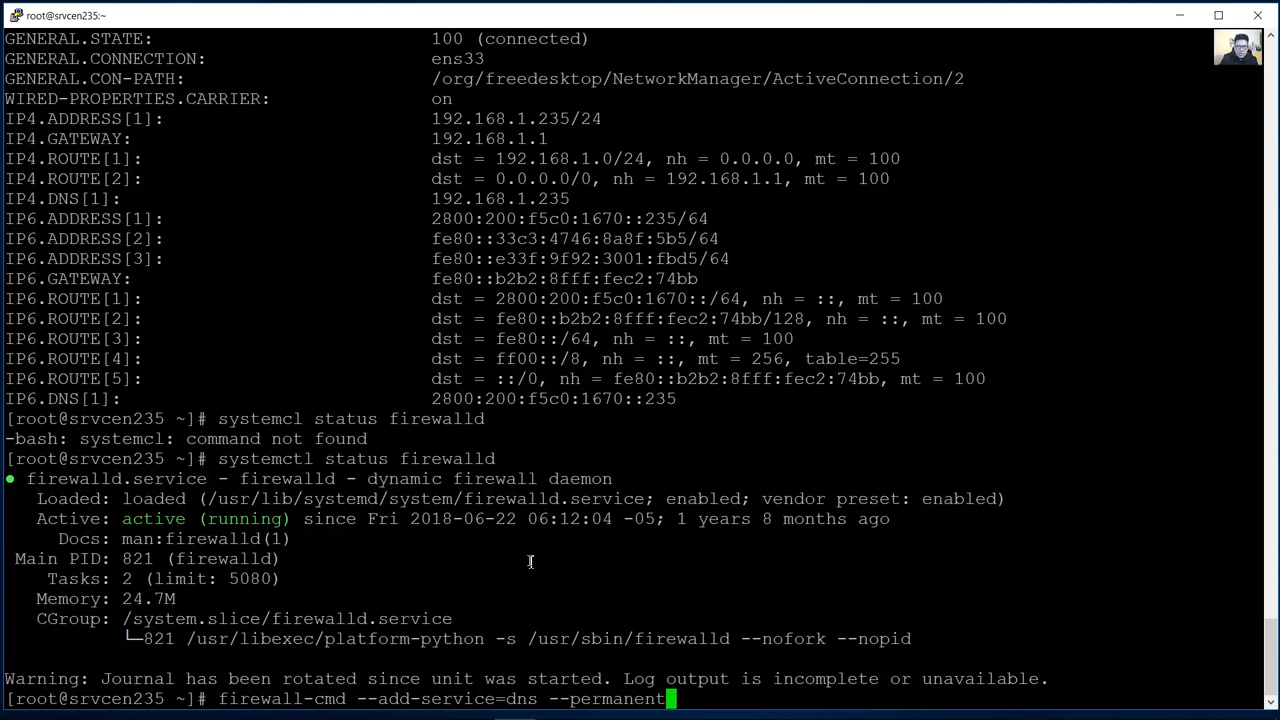 root@srvcen235:~
GENERAL.STATE: 100 (connected)
GENERAL.CONNECTION: ens33
GENERAL.CON-PATH: /org/freedesktop/NetworkManager/ActiveConnection/2
WIRED-PROPERTIES.CARRIER: on
IP4.ADDRESS[1]: 192.168.1.235/24
IP4.GATEWAY: 192.168.1.1
IP4.ROUTE[1]: dst = 192.168.1.0/24, nh = 0.0.0.0, mt = 100
IP4.ROUTE[2]: dst = 0.0.0.0/0, nh = 192.168.1.1, mt = 100
IP4.DNS[1]: 192.168.1.235
IP6.ADDRESS[1]: 2800:200:f5c0:1670::235/64
IP6.ADDRESS[2]: fe80::33c3:4746:8a8f:5b5/64
IP6.ADDRESS[3]: fe80::e33f:9f92:3001:fbd5/64
IP6.GATEWAY: fe80::b2b2:8fff:fec2:74bb
IP6.ROUTE[1]: dst = 2800:200:f5c0:1670::/64, nh = ::, mt = 100
IP6.ROUTE[2]: dst = fe80::b2b2:8fff:fec2:74bb/128, nh = ::, mt = 100
IP6.ROUTE[3]: dst = fe80::/64, nh = ::, mt = 100
IP6.ROUTE[4]: dst = ff00::/8, nh = ::, mt = 256, table=255
IP6.ROUTE[5]: dst = ::/0, nh = fe80::b2b2:8fff:fec2:74bb, mt = 100
IP6.DNS[1]: 2800:200:f5c0:1670::235
[root@srvcen235 ~]# systemcl status firewalld
-bash: systemcl: command not found
[root@srvcen235 ~]# systemctl status firewalld
● firewalld.service - firewalld - dynamic firewall daemon
Loaded: loaded (/usr/lib/systemd/system/firewalld.service; enabled; vendor preset: enabled)
Active: active (running) since Fri 2018-06-22 06:12:04 -05; 1 years 8 months ago
Docs: man:firewalld(1)
Main PID: 821 (firewalld)
Tasks: 2 (limit: 5080)
Memory: 24.7M
CGroup: /system.slice/firewalld.service
└─821 /usr/libexec/platform-python -s /usr/sbin/firewalld --nofork --nopid
Warning: Journal has been rotated since unit was started. Log output is incomplete or unavailable.
[root@srvcen235 ~]# firewall-cmd --add-service=dns --permanent